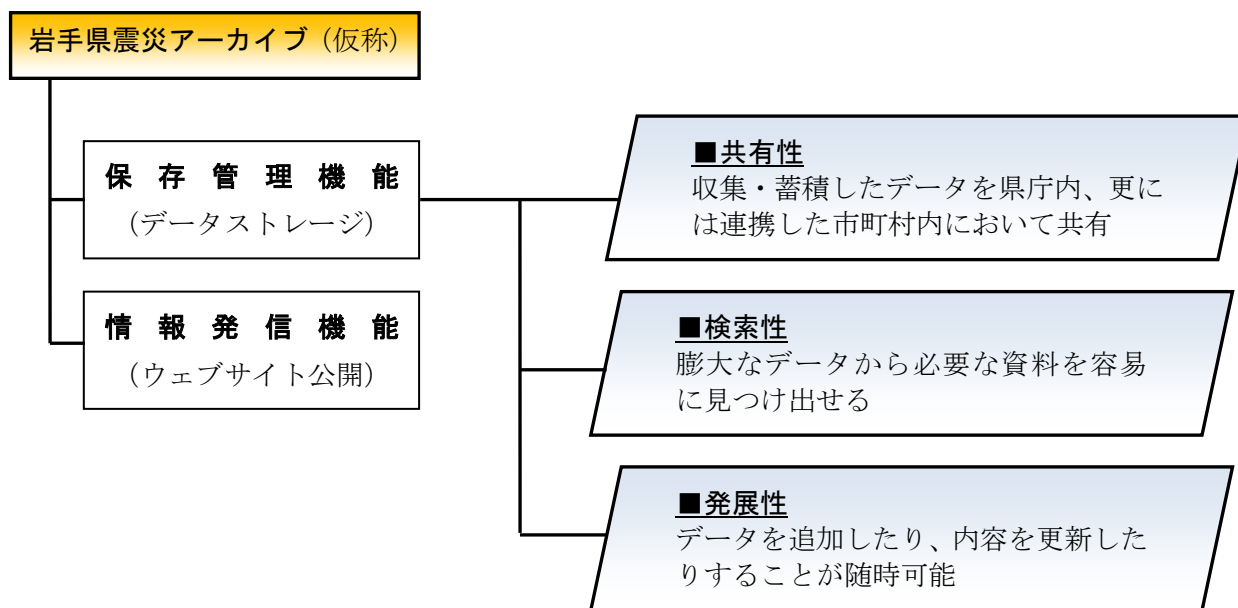 岩手県震災アーカイブ（仮称）
保存管理機能
（データストレージ）
情報発信機能
（ウェブサイト公開）
■共有性
収集・蓄積したデータを県庁内、更に
は連携した市町村内において共有
■検索性
膨大なデータから必要な資料を容易
に見つけ出せる
■発展性
データを追加したり、内容を更新した
りすることが随時可能